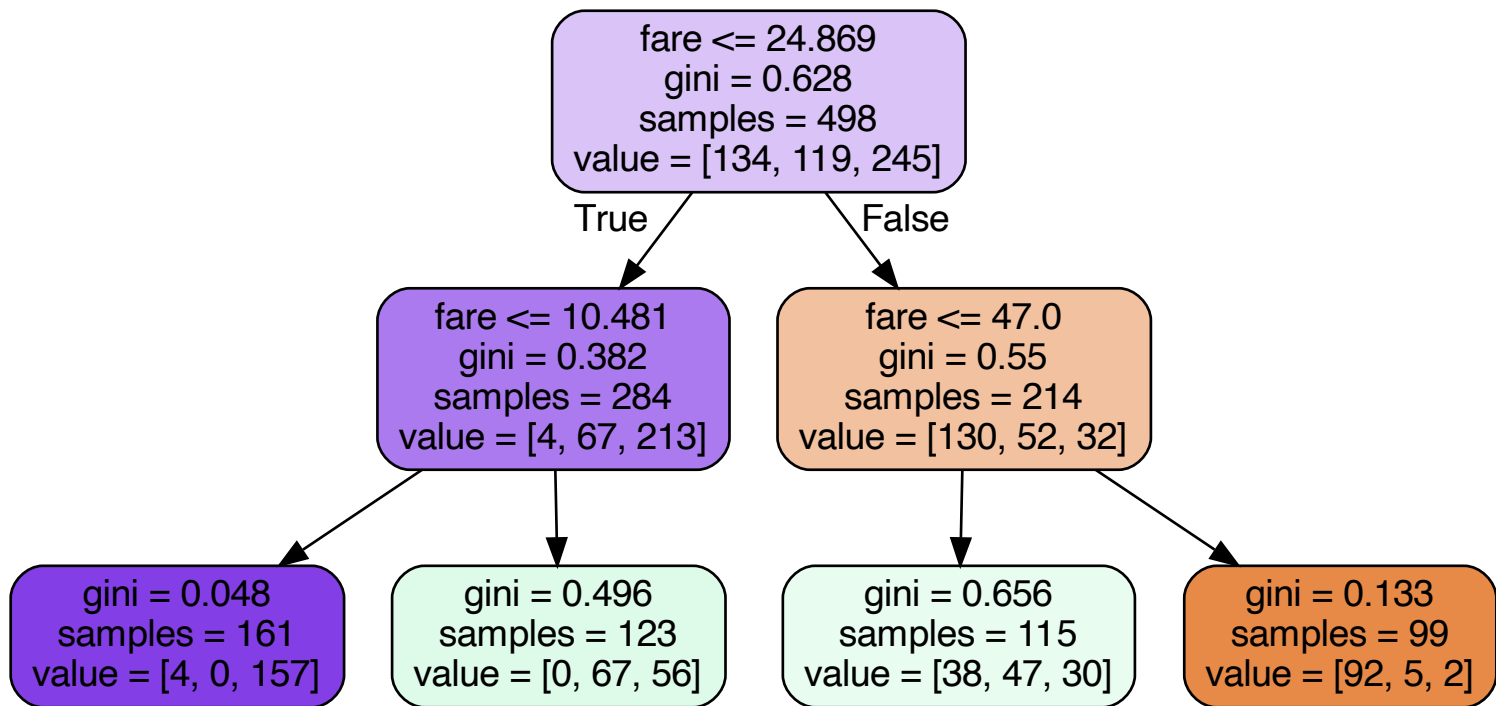 fare <= 24.869
gini = 0.628
samples = 498
value = [134, 119, 245]
True
False
fare <= 10.481
gini = 0.382
samples = 284
value = [4, 67, 213]
fare <= 47.0
gini = 0.55
samples = 214
value = [130, 52, 32]
gini = 0.048
samples = 161
value = [4, 0, 157]
gini = 0.496
samples = 123
value = [0, 67, 56]
gini = 0.656
samples = 115
value = [38, 47, 30]
gini = 0.133
samples = 99
value = [92, 5, 2]